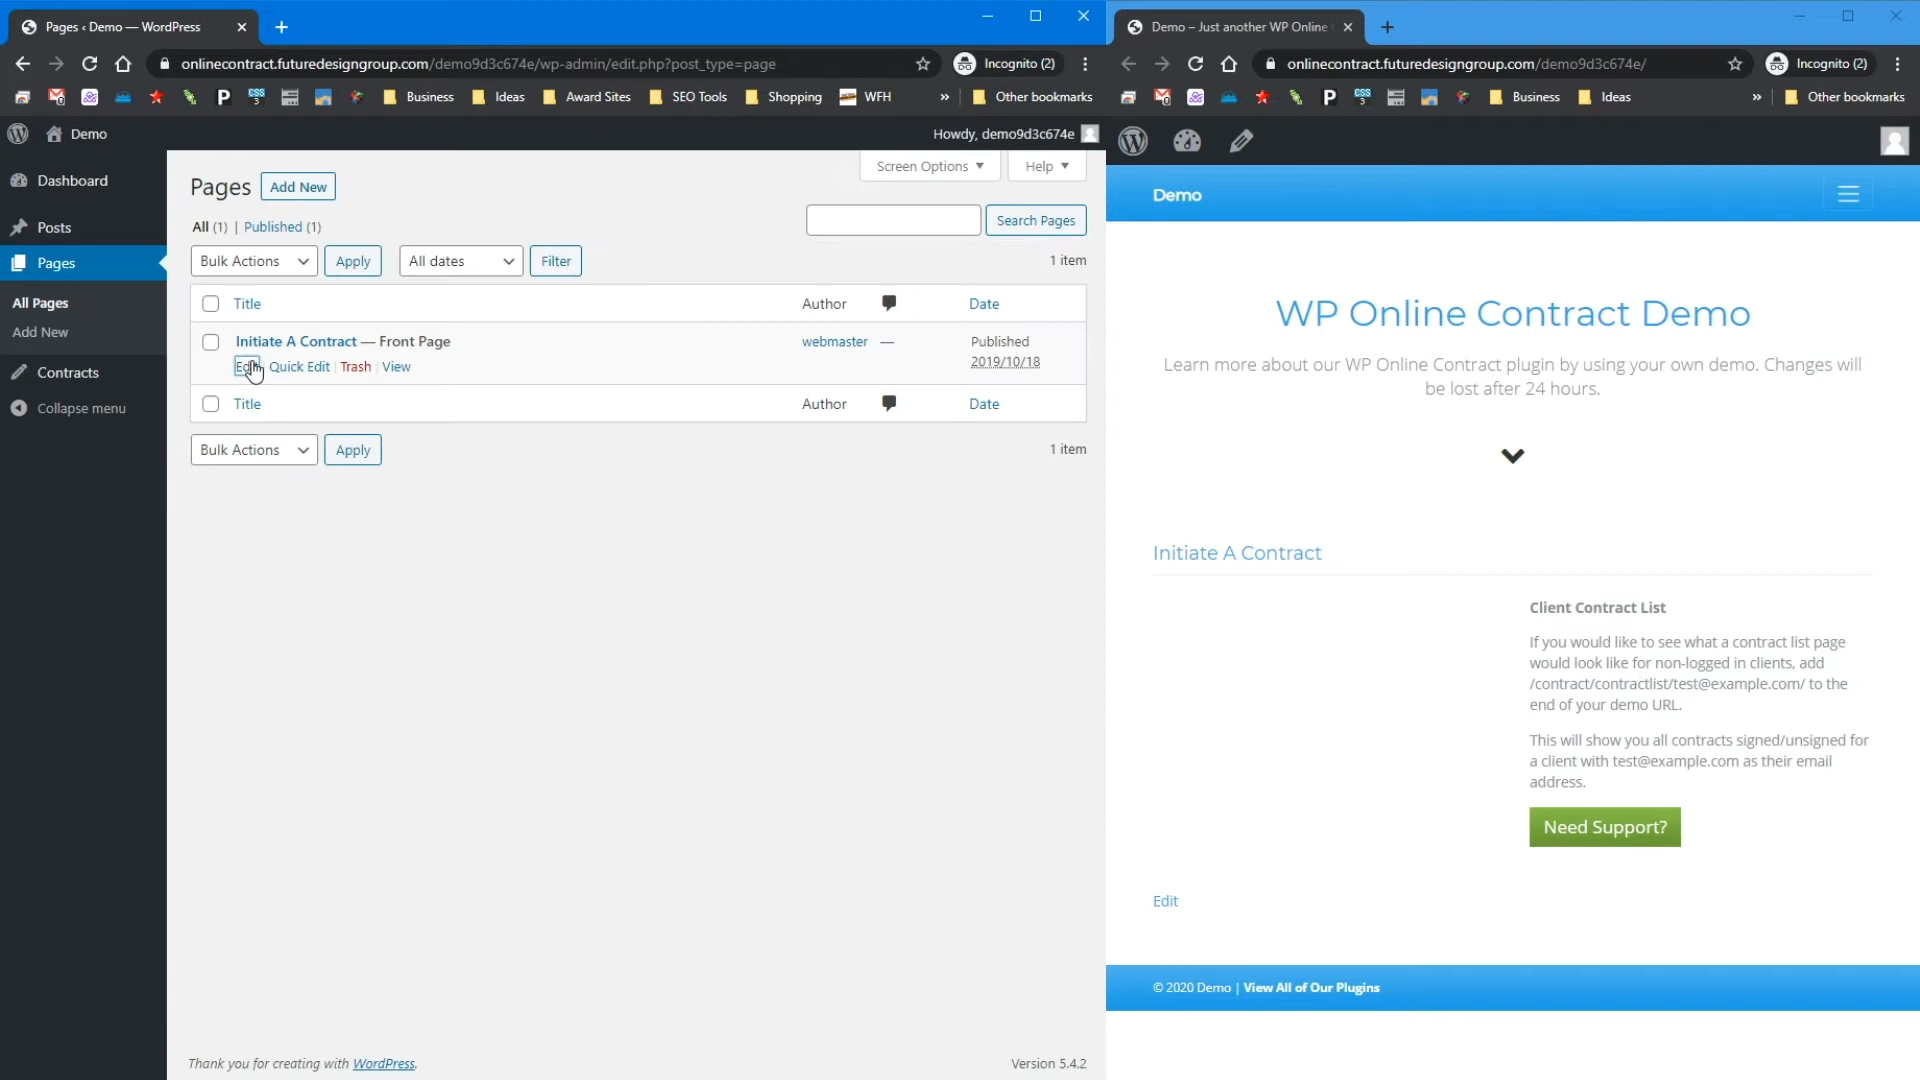 Pages ‹ Demo — WordPress
onlinecontract.futuredesigngroup.com/demo9d3c674e/wp-admin/edit.php?post_type=page
Incognito (2)
Business
Ideas
Award Sites
SEO Tools
Shopping
WFH
»
Other bookmarks
Demo
Howdy, demo9d3c674e
Dashboard
Posts
Pages
All Pages
Add New
Contracts
Collapse menu
Screen Options
Help
Pages
Add New
All (1) | Published (1)
Search Pages
Bulk Actions
Apply
All dates
Filter
1 item
Title
Author
Date
Initiate A Contract — Front Page
webmaster
—
Published
2019/10/18
Edit | Quick Edit | Trash | View
Title
Author
Date
Bulk Actions
Apply
1 item
Thank you for creating with WordPress.
Version 5.4.2
Demo – Just another WP Online
onlinecontract.futuredesigngroup.com/demo9d3c674e/
Incognito (2)
Business
Ideas
»
Other bookmarks
Demo
WP Online Contract Demo
Learn more about our WP Online Contract plugin by using your own demo. Changes will
be lost after 24 hours.
Initiate A Contract
Client Contract List
If you would like to see what a contract list page
would look like for non-logged in clients, add
/contract/contractlist/test@example.com/ to the
end of your demo URL.
This will show you all contracts signed/unsigned for
a client with test@example.com as their email
address.
Need Support?
Edit
© 2020 Demo | View All of Our Plugins